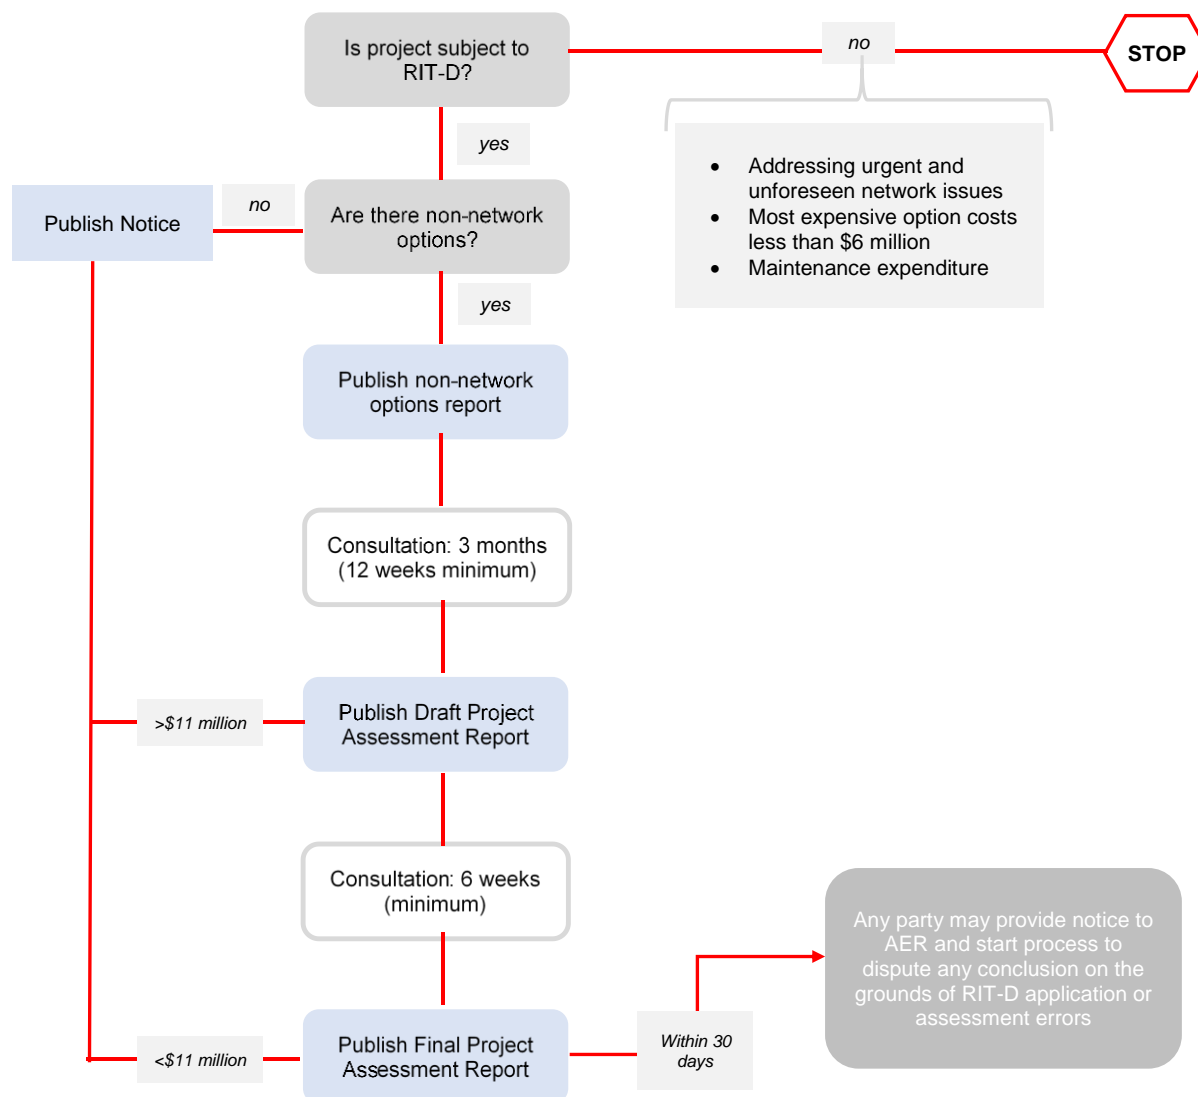 Is project subject to
RIT-D?
no
STOP
yes
• Addressing urgent and
unforeseen network issues
• Most expensive option costs
less than $6 million
• Maintenance expenditure
Publish Notice
no
Are there non-network
options?
yes
Publish non-network
options report
Consultation: 3 months
(12 weeks minimum)
>$11 million
Publish Draft Project
Assessment Report
Consultation: 6 weeks
(minimum)
Any party may provide notice to
AER and start process to
dispute any conclusion on the
grounds of RIT-D application or
assessment errors
<$11 million
Publish Final Project
Assessment Report
Within 30
days